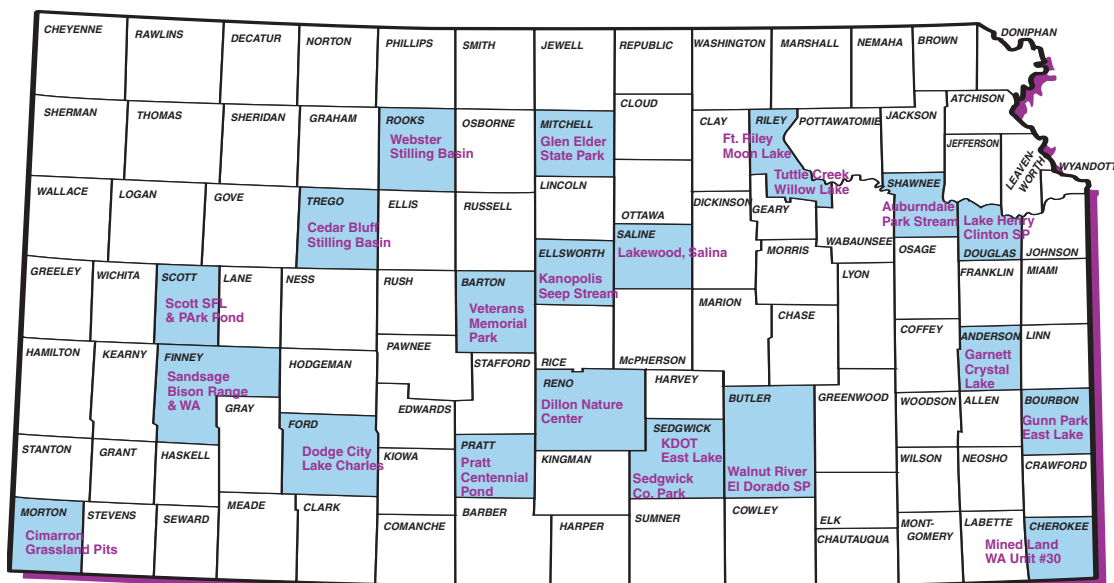 CHEYENNE
RAWLINS
DECATUR
NORTON
PHILLIPS
SMITH
JEWELL
REPUBLIC
WASHINGTON
MARSHALL
NEMAHA
BROWN
DONIPHAN
SHERMAN
THOMAS
SHERIDAN
GRAHAM
ROOKS
Webster
Stilling Basin
OSBORNE
MITCHELL
Glen Elder
State Park
CLOUD
CLAY
RILEY
Ft. Riley
Moon Lake
POTTAWATOMIE
Tuttle Creek
Willow Lake
JACKSON
ATCHISON
JEFFERSON
LEAVEN-
WORTH
WYANDOTT
WALLACE
LOGAN
GOVE
TREGO
Cedar Bluff
Stilling Basin
ELLIS
RUSSELL
LINCOLN
OTTAWA
DICKINSON
GEARY
SHAWNEE
Auburndale
Park Stream
Lake Henry
Clinton SP
DOUGLAS
JOHNSON
SALINE
Lakewood, Salina
ELLSWORTH
Kanopolis
Seep Stream
MORRIS
WABAUNSEE
OSAGE
GREELEY
WICHITA
SCOTT
Scott SFL
& PArk Pond
LANE
NESS
RUSH
BARTON
Veterans
Memorial
Park
MARION
CHASE
LYON
FRANKLIN
MIAMI
HAMILTON
KEARNY
FINNEY
Sandsage
Bison Range
& WA
HODGEMAN
PAWNEE
STAFFORD
RICE
McPHERSON
COFFEY
ANDERSON
Garnett
Crystal
Lake
LINN
GRAY
FORD
Dodge City
Lake Charles
EDWARDS
RENO
Dillon Nature
Center
HARVEY
BUTLER
Walnut River
El Dorado SP
GREENWOOD
WOODSON
ALLEN
BOURBON
Gunn Park
East Lake
STANTON
GRANT
HASKELL
KIOWA
PRATT
Pratt
Centennial
Pond
KINGMAN
SEDGWICK
KDOT
East Lake
Sedgwick
Co. Park
WILSON
NEOSHO
CRAWFORD
MORTON
Cimarron
Grassland Pits
STEVENS
SEWARD
MEADE
CLARK
COMANCHE
BARBER
HARPER
SUMNER
COWLEY
ELK
CHAUTAUQUA
MONT-
GOMERY
LABETTE
CHEROKEE
Mined Land
WA Unit #30